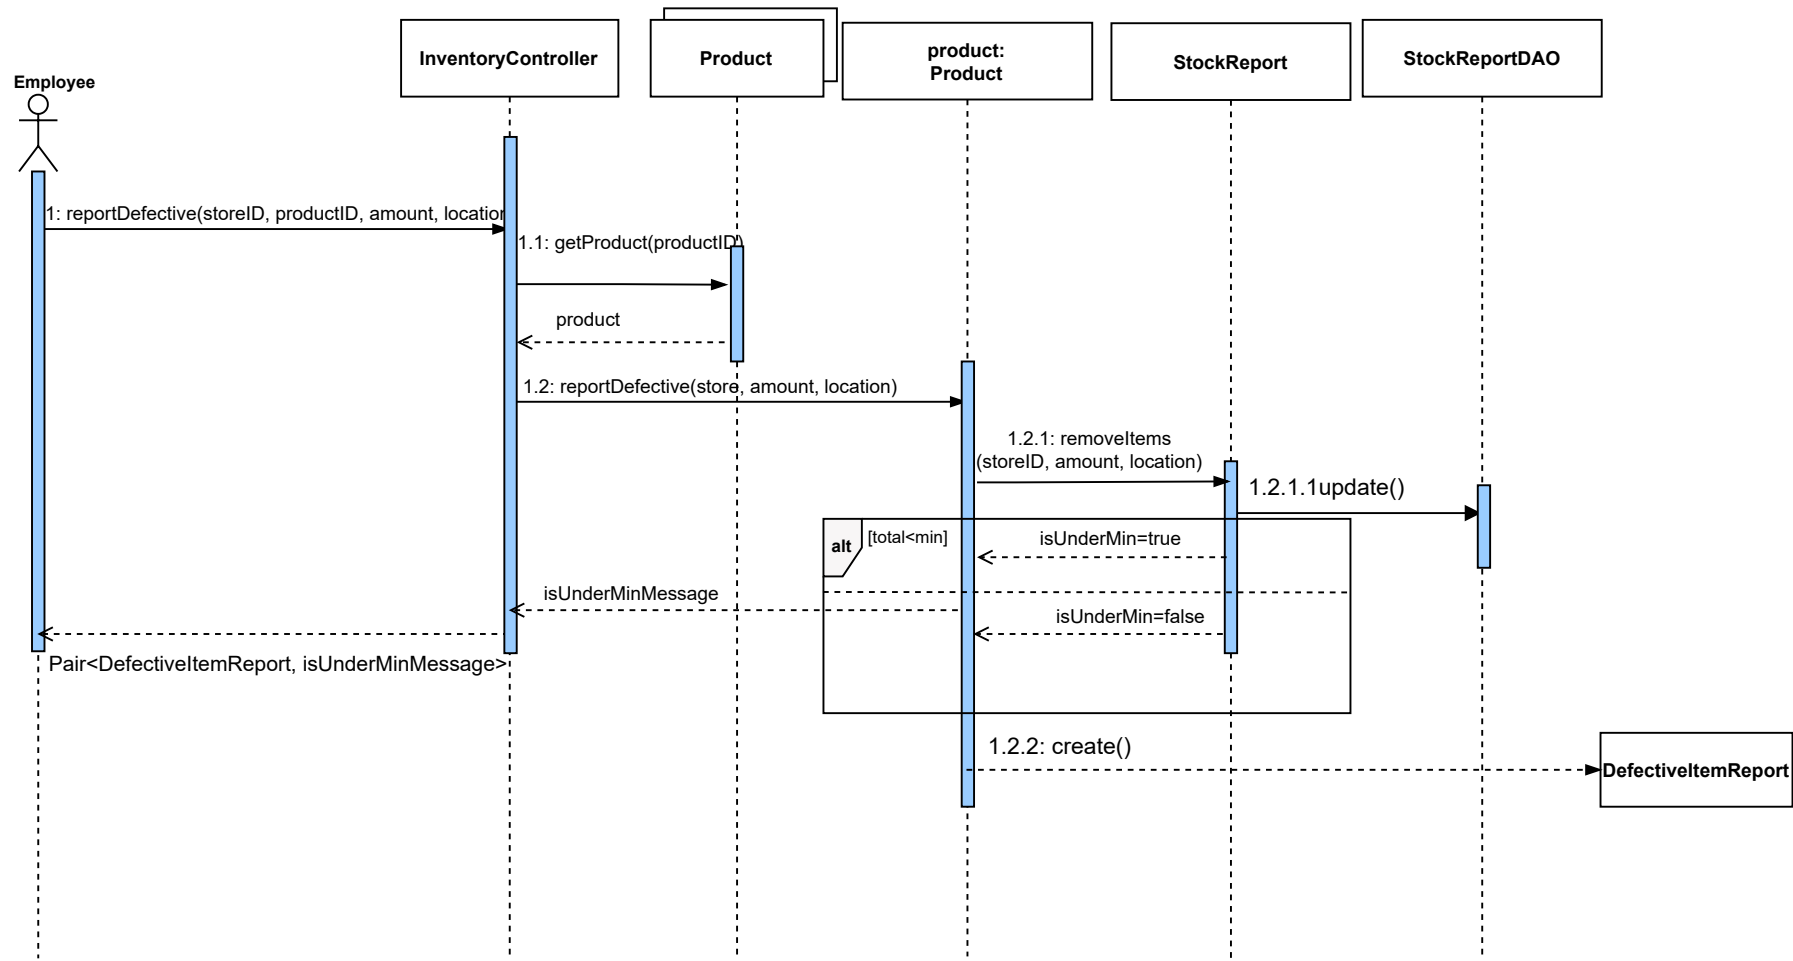 Employee
InventoryController
Product
product:
Product
StockReport
StockReportDAO
1: reportDefective(storeID, productID, amount, location
1.1: getProduct(productID)
product
1.2: reportDefective(store, amount, location)
1.2.1: removeItems
(storeID, amount, location)
1.2.1.1update()
alt
[total<min]
isUnderMin=true
isUnderMinMessage
isUnderMin=false
Pair<DefectiveItemReport, isUnderMinMessage>
1.2.2: create()
DefectiveItemReport